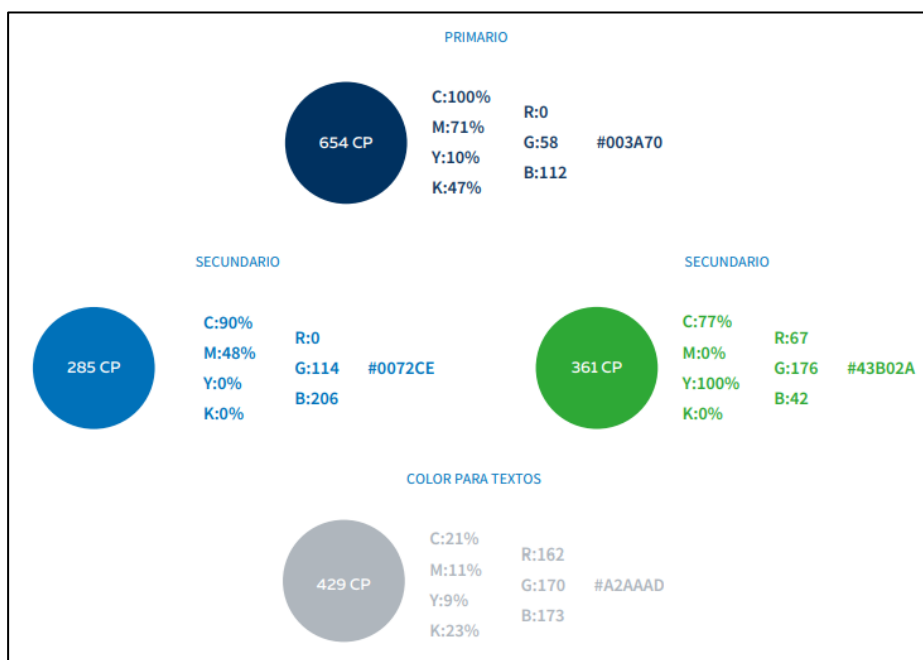 PRIMARIO
654 CP
C:100%
M:71%
Y:10%
K:47%
R:0
G:58
B:112
#003A70
SECUNDARIO
285 CP
C:90%
M:48%
Y:0%
K:0%
R:0
G:114
B:206
#0072CE
SECUNDARIO
361 CP
C:77%
M:0%
Y:100%
K:0%
R:67
G:176
B:42
#43B02A
COLOR PARA TEXTOS
429 CP
C:21%
M:11%
Y:9%
K:23%
R:162
G:170
B:173
#A2AAAD